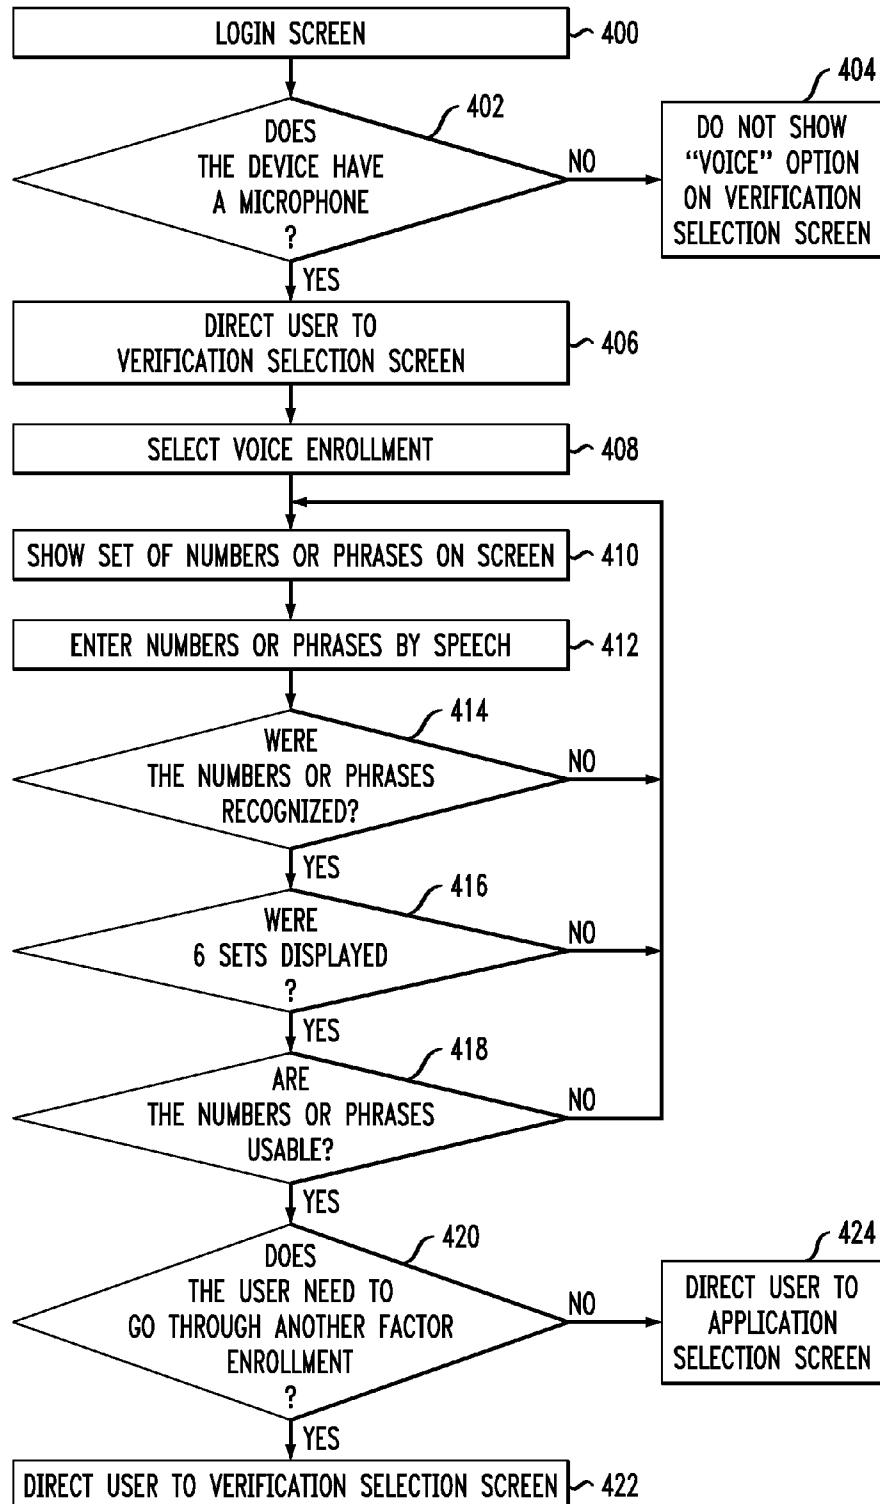 LOGIN SCREEN
400
402
DOES
THE DEVICE HAVE
A MICROPHONE
?
NO
404
DO NOT SHOW
“VOICE” OPTION
ON VERIFICATION
SELECTION SCREEN
YES
DIRECT USER TO
VERIFICATION SELECTION SCREEN
406
SELECT VOICE ENROLLMENT
408
SHOW SET OF NUMBERS OR PHRASES ON SCREEN
410
ENTER NUMBERS OR PHRASES BY SPEECH
412
414
WERE
THE NUMBERS OR PHRASES
RECOGNIZED?
NO
YES
416
WERE
6 SETS DISPLAYED
?
NO
YES
418
ARE
THE NUMBERS OR PHRASES
USABLE?
NO
YES
420
DOES
THE USER NEED TO
GO THROUGH ANOTHER FACTOR
ENROLLMENT
?
NO
424
DIRECT USER TO
APPLICATION
SELECTION SCREEN
YES
DIRECT USER TO VERIFICATION SELECTION SCREEN
422